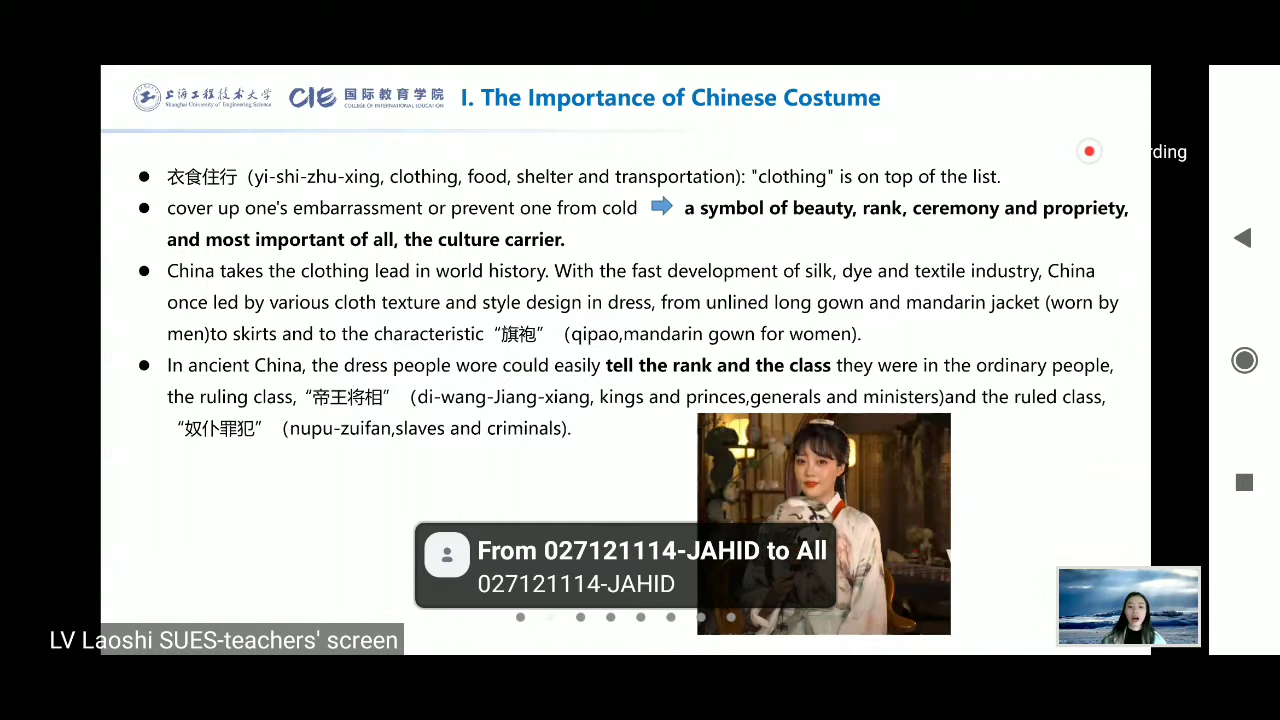 上海工程技术大学
Shanghai University of Engineering Science
CIE
国际教育学院
COLLEGE OF INTERNATIONAL EDUCATION
I. The Importance of Chinese Costume
rding
衣食住行（yi-shi-zhu-xing, clothing, food, shelter and transportation): "clothing" is on top of the list.
cover up one's embarrassment or prevent one from cold a symbol of beauty, rank, ceremony and propriety,
and most important of all, the culture carrier.
China takes the clothing lead in world history. With the fast development of silk, dye and textile industry, China
once led by various cloth texture and style design in dress, from unlined long gown and mandarin jacket (worn by
men)to skirts and to the characteristic“旗袍”（qipao,mandarin gown for women).
In ancient China, the dress people wore could easily tell the rank and the class they were in the ordinary people,
the ruling class,“帝王将相”（di-wang-Jiang-xiang, kings and princes,generals and ministers)and the ruled class,
“奴仆罪犯”（nupu-zuifan,slaves and criminals).
From 027121114-JAHID to All
027121114-JAHID
LV Laoshi SUES-teachers' screen